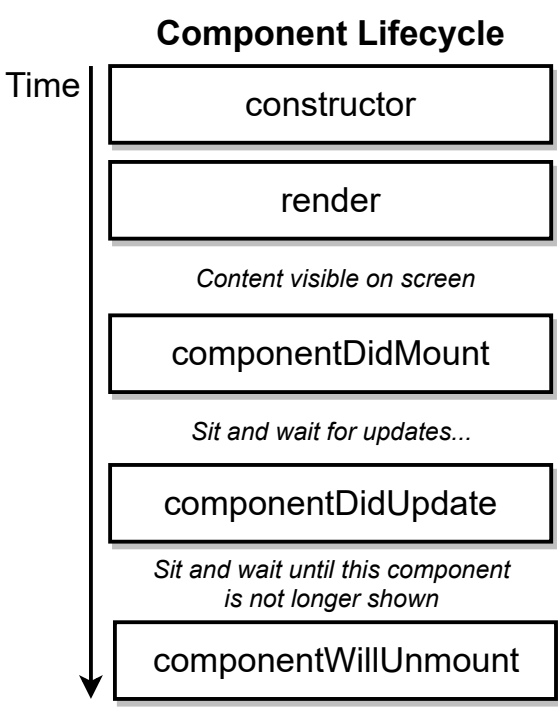 Component Lifecycle
Time
constructor
render
Content visible on screen
componentDidMount
Sit and wait for updates...
componentDidUpdate
Sit and wait until this component
is not longer shown
componentWillUnmount